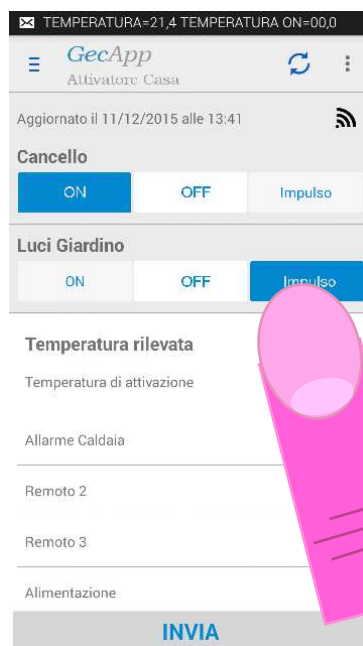 TEMPERATURA=21,4 TEMPERATURA ON=00,0
GecApp
Attivatore Casa
Aggiornato il 11/12/2015 alle 13:41
Cancello
ON OFF Impulso
Luci Giardino
ON OFF Impulso
Temperatura rilevata
Temperatura di attivazione
Allarme Caldaia
Remoto 2
Remoto 3
Alimentazione
INVIA